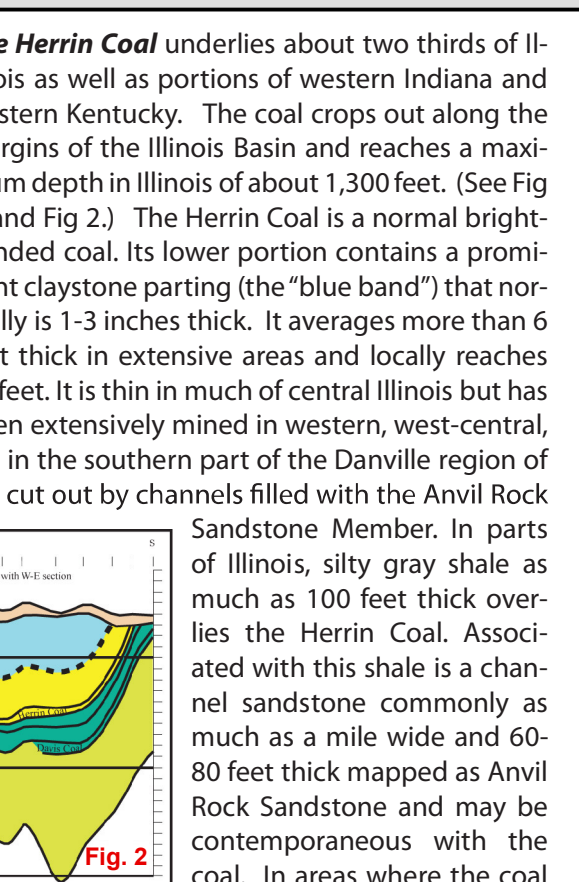 e Herrin Coal underlies about two thirds of Il-
ois as well as portions of western Indiana and
stern Kentucky. The coal crops out along the
rgins of the Illinois Basin and reaches a maxi-
um depth in Illinois of about 1,300 feet. (See Fig
and Fig 2.) The Herrin Coal is a normal bright-
nded coal. Its lower portion contains a promi-
nt claystone parting (the “blue band”) that nor-
lly is 1-3 inches thick. It averages more than 6
t thick in extensive areas and locally reaches
feet. It is thin in much of central Illinois but has
en extensively mined in western, west-central,
in the southern part of the Danville region of
cut out by channels filled with the Anvil Rock
Sandstone Member. In parts
of Illinois, silty gray shale as
much as 100 feet thick over-
lies the Herrin Coal. Associ-
ated with this shale is a chan-
nel sandstone commonly as
much as a mile wide and 60-
80 feet thick mapped as Anvil
Rock Sandstone and may be
contemporaneous with the
coal. In areas where the coal
S
with W-E section
Herrin Coal
Davis Coal
Fig. 2